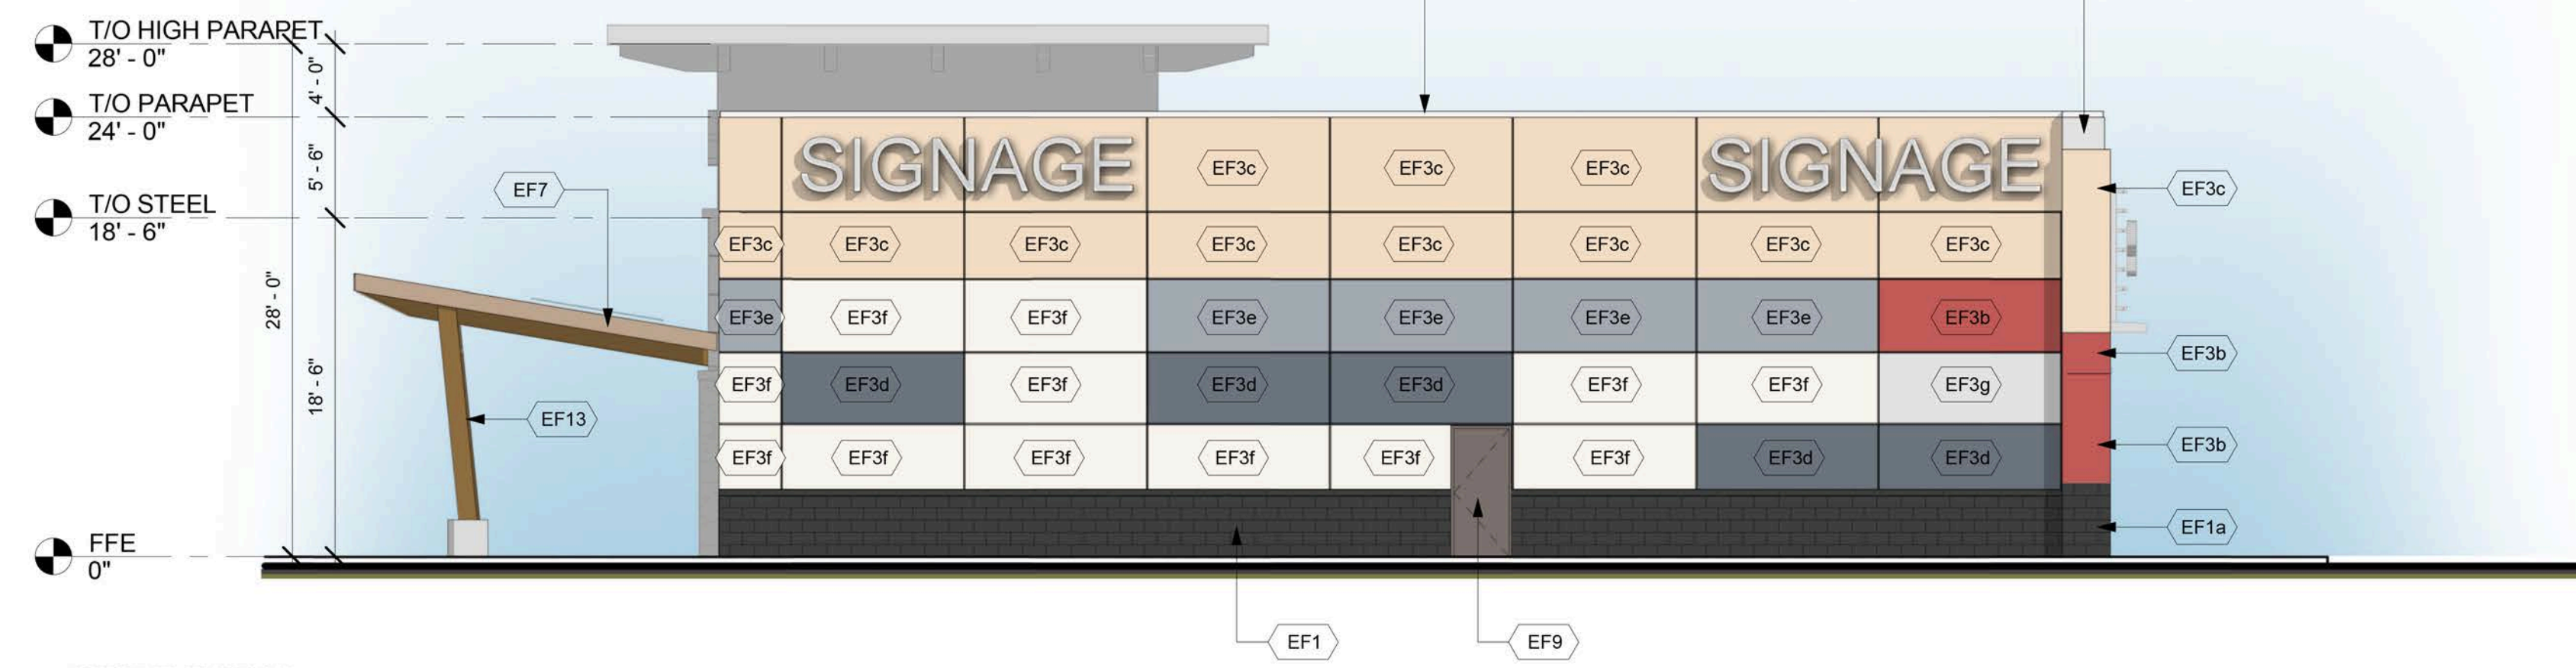 T/O HIGH PARAPET
28' - 0"
4' - 0"
T/O PARAPET
24' - 0"
5' - 6"
T/O STEEL
18' - 6"
28' - 0"
18' - 6"
FFE
0"
EF7
EF13
SIGNAGE EF3c EF3c EF3c SIGNAGE
EF3c
EF3c EF3c EF3c EF3c EF3c EF3c EF3c EF3c
EF3e EF3f EF3f EF3e EF3e EF3e EF3e EF3b
EF3b
EF3f EF3d EF3f EF3d EF3d EF3f EF3f EF3g
EF3b
EF3f EF3f EF3f EF3f EF3f EF3f EF3d EF3d
EF1a
EF1 EF9